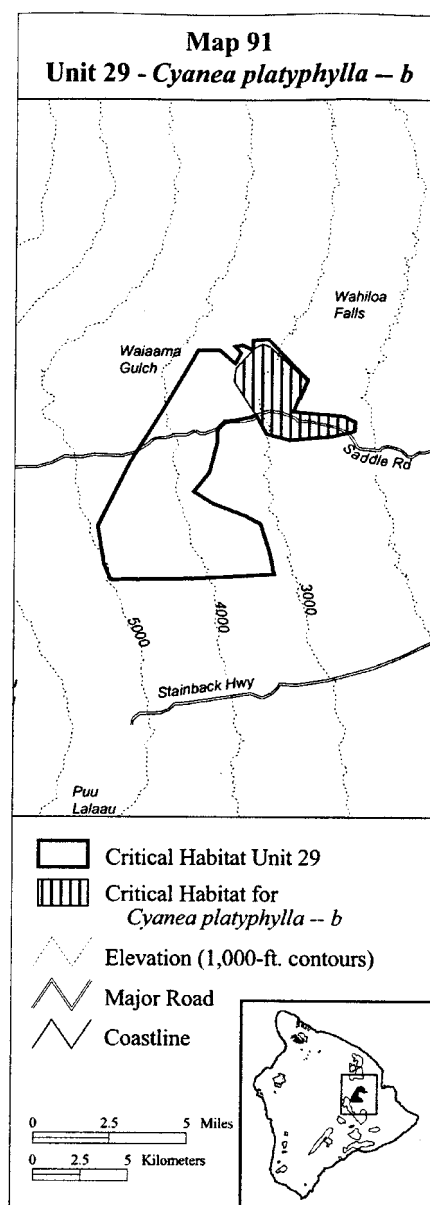 Map 91
Unit 29 - Cyanea platyphylla -- b
Wahiloa
Falls
Waiaama
Gulch
Saddle Rd
5000
4000
3000
Stainback Hwy
Puu
Lalaau
Critical Habitat Unit 29
Critical Habitat for
Cyanea platyphylla -- b
Elevation (1,000-ft. contours)
Major Road
Coastline
0 2.5 5 Miles
0 2.5 5 Kilometers